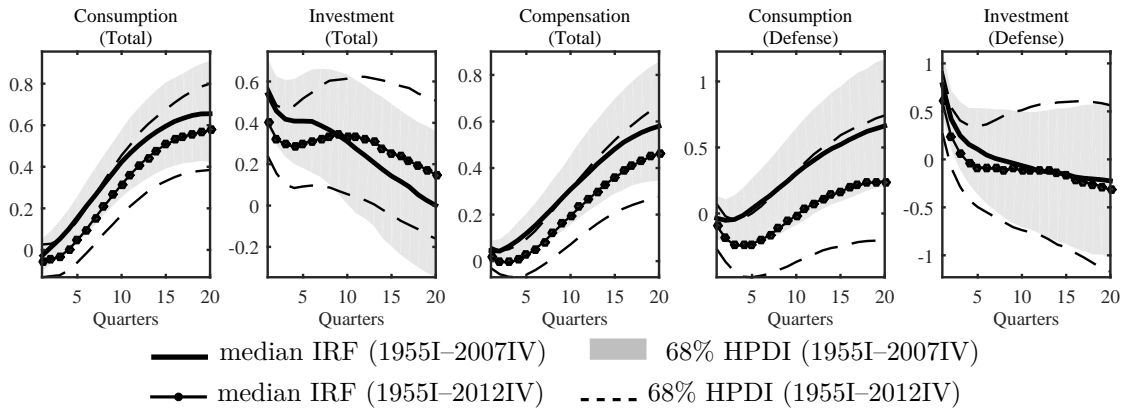 Consumption
(Total)
Investment
(Total)
Compensation
(Total)
Consumption
(Defense)
Investment
(Defense)
0.8
0.6
0.4
0.2
0
5 10 15 20
Quarters
0.6
0.4
0.2
0
-0.2
5 10 15 20
Quarters
0.8
0.6
0.4
0.2
0
5 10 15 20
Quarters
1
0.5
0
5 10 15 20
Quarters
1
0.5
0
-0.5
-1
5 10 15 20
Quarters
median IRF (1955I–2007IV) 68% HPDI (1955I–2007IV)
median IRF (1955I–2012IV) 68% HPDI (1955I–2012IV)